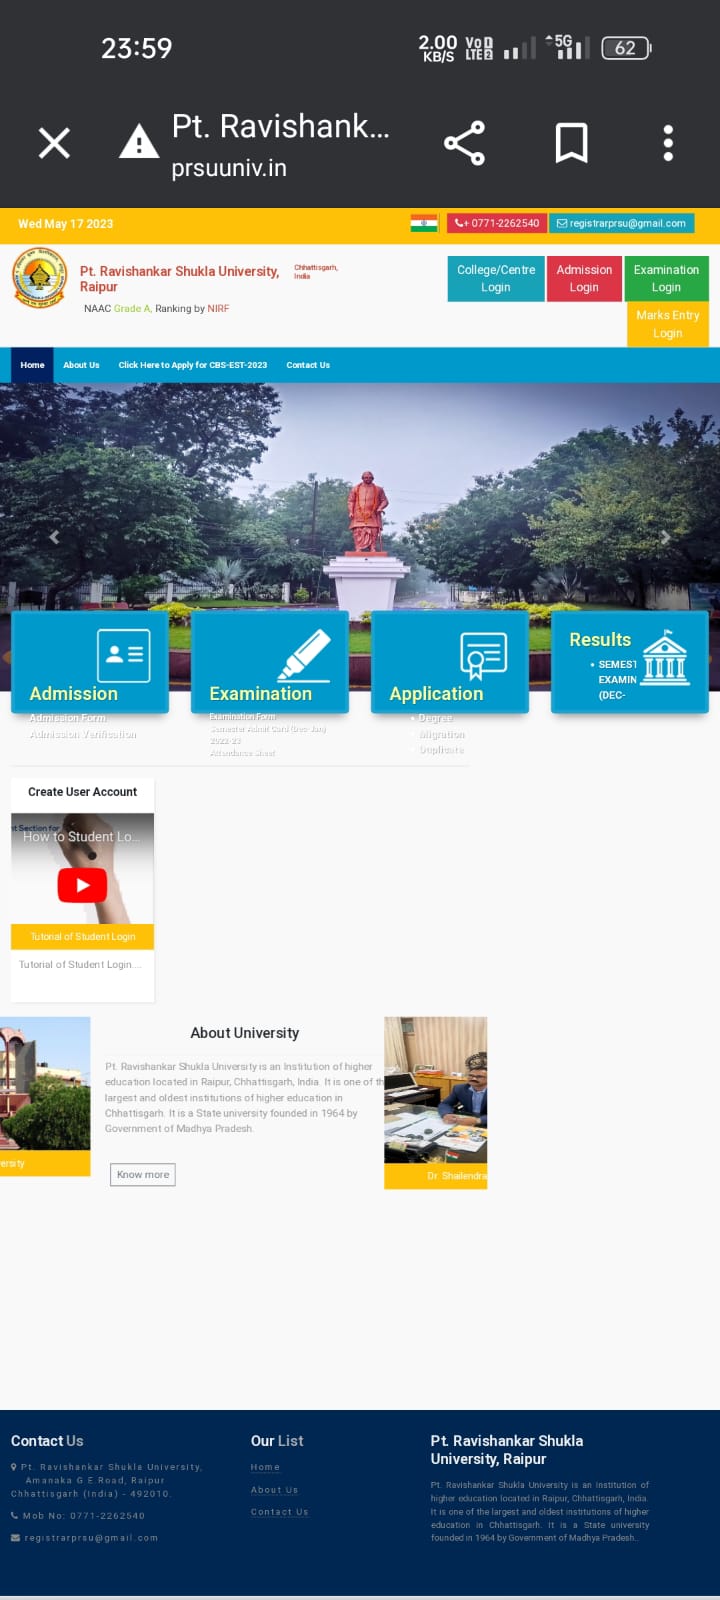 23:59
2.00 KB/S
VoD LTE2
5G
62
Pt. Ravishank...
prsuuniv.in
Wed May 17 2023
+ 0771-2262540
registrarprsu@gmail.com
Pt. Ravishankar Shukla University,
Raipur
Chhattisgarh,
India
NAAC Grade A, Ranking by NIRF
College/Centre
Login
Admission
Login
Examination
Login
Marks Entry
Login
Home
About Us
Click Here to Apply for CBS-EST-2023
Contact Us
Admission
Admission Form
Admission Verification
Examination
Examination Form
Semester Admit Card (Dec-Jan)
2022-23
Attendance Sheet
Application
• Degree
• Migration
• Duplicate
Results
• SEMEST
EXAMIN
(DEC-
Create User Account
nt Section for
How to Student Lo...
Tutorial of Student Login
Tutorial of Student Login....
ersity
About University
Pt. Ravishankar Shukla University is an Institution of higher
education located in Raipur, Chhattisgarh, India. It is one of th
largest and oldest institutions of higher education in
Chhattisgarh. It is a State university founded in 1964 by
Government of Madhya Pradesh.
Know more
Dr. Shailendra
Contact Us
Pt. Ravishankar Shukla University,
Amanaka G.E.Road, Raipur
Chhattisgarh (India) - 492010.
Mob No: 0771-2262540
registrarprsu@gmail.com
Our List
Home
About Us
Contact Us
Pt. Ravishankar Shukla
University, Raipur
Pt. Ravishankar Shukla University is an Institution of
higher education located in Raipur, Chhattisgarh, India.
It is one of the largest and oldest institutions of higher
education in Chhattisgarh. It is a State university
founded in 1964 by Government of Madhya Pradesh..